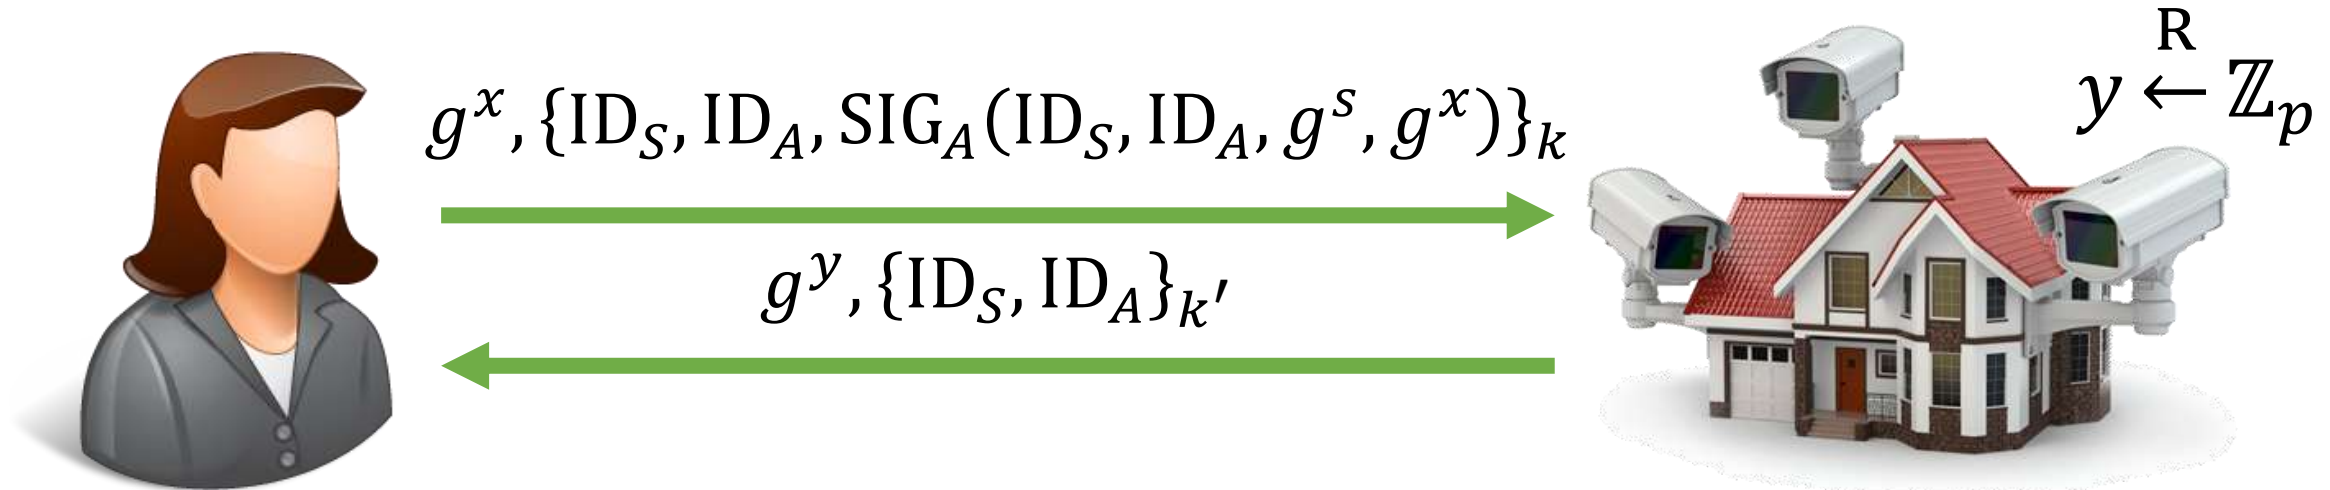 g^x, {ID_S, ID_A, SIG_A(ID_S, ID_A, g^s, g^x)}_k
y ←^R ℤ_p
g^y, {ID_S, ID_A}_k′